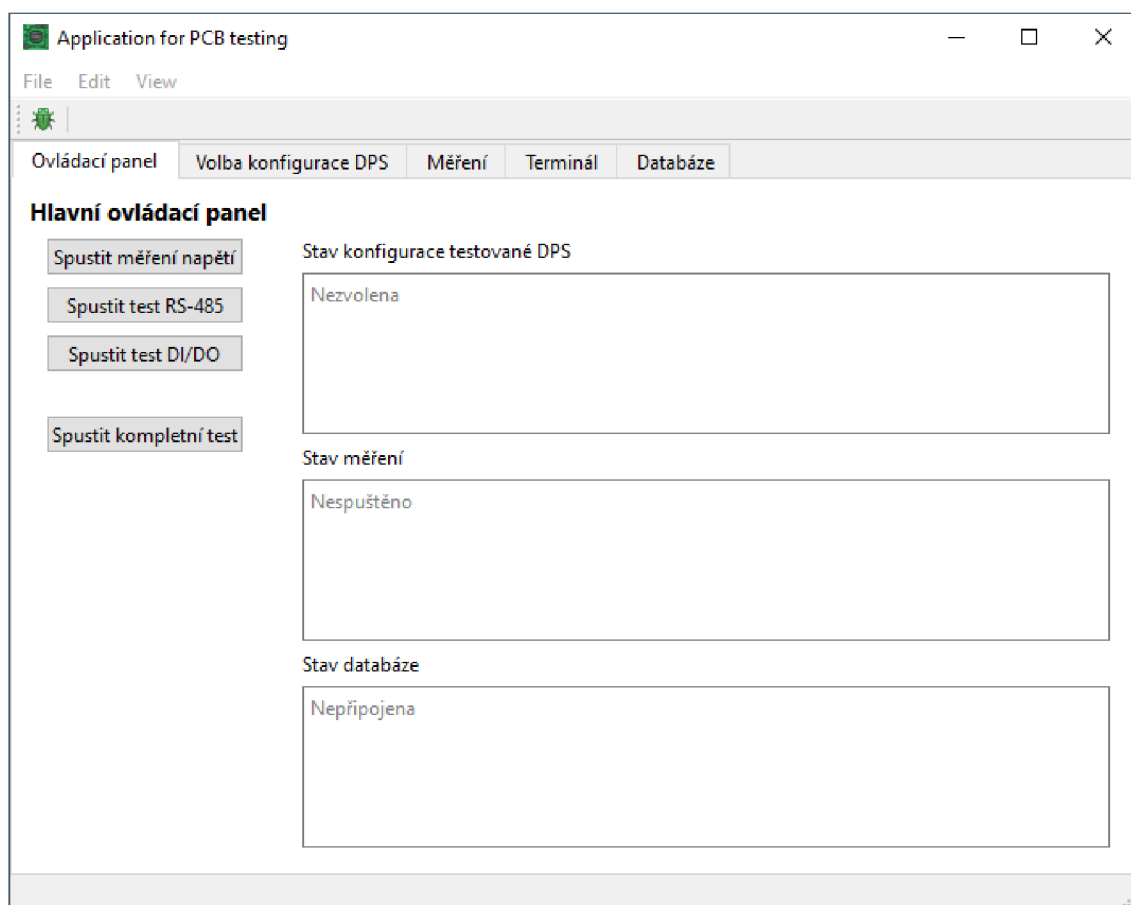 Application for PCB testing
File Edit View
Ovládací panel Volba konfigurace DPS Měření Terminál Databáze
Hlavní ovládací panel
Spustit měření napětí
Spustit test RS-485
Spustit test DI/DO
Spustit kompletní test
Stav konfigurace testované DPS
Nezvolena
Stav měření
Nespuštěno
Stav databáze
Nepřipojena